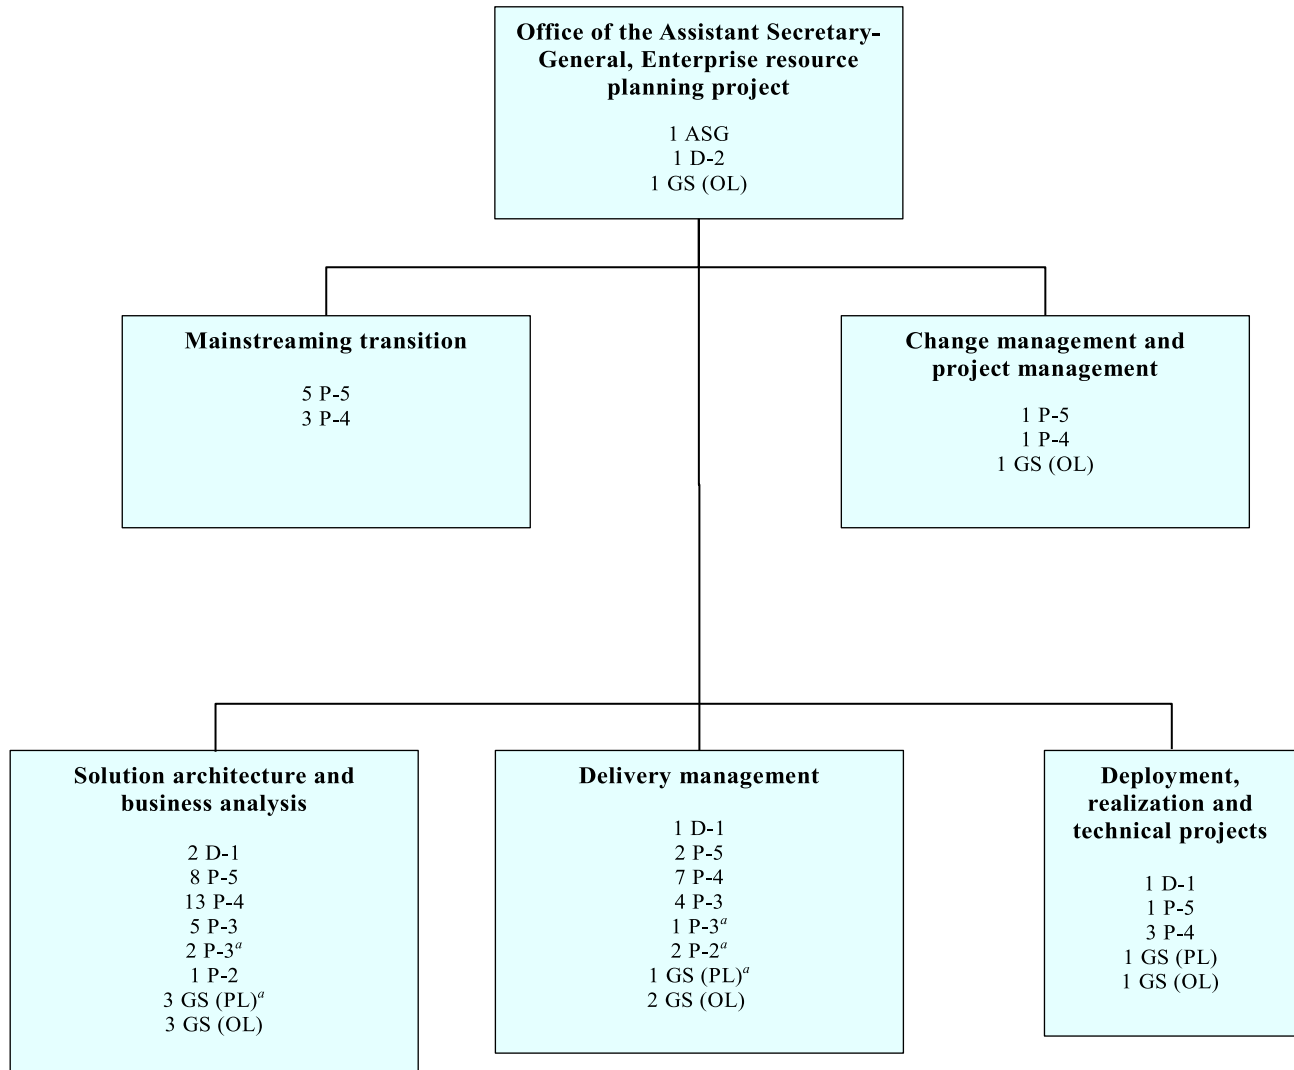 Office of the Assistant Secretary-
General, Enterprise resource
planning project
1 ASG
1 D-2
1 GS (OL)
Mainstreaming transition
5 P-5
3 P-4
Change management and
project management
1 P-5
1 P-4
1 GS (OL)
Solution architecture and
business analysis
2 D-1
8 P-5
13 P-4
5 P-3
2 P-3ᵃ
1 P-2
3 GS (PL)ᵃ
3 GS (OL)
Delivery management
1 D-1
2 P-5
7 P-4
4 P-3
1 P-3ᵃ
2 P-2ᵃ
1 GS (PL)ᵃ
2 GS (OL)
Deployment,
realization and
technical projects
1 D-1
1 P-5
3 P-4
1 GS (PL)
1 GS (OL)